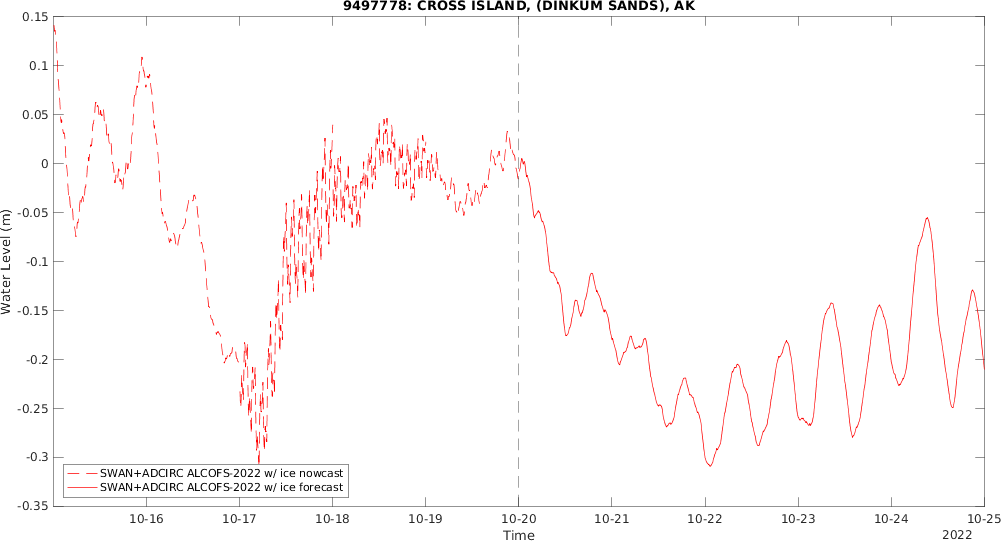 9497778: CROSS ISLAND, (DINKUM SANDS), AK
0.15
0.1
0.05
0
-0.05
-0.1
-0.15
-0.2
-0.25
-0.3
-0.35
Water Level (m)
SWAN+ADCIRC ALCOFS-2022 w/ ice nowcast
SWAN+ADCIRC ALCOFS-2022 w/ ice forecast
10-16 10-17 10-18 10-19 10-20 10-21 10-22 10-23 10-24 10-25
Time
2022